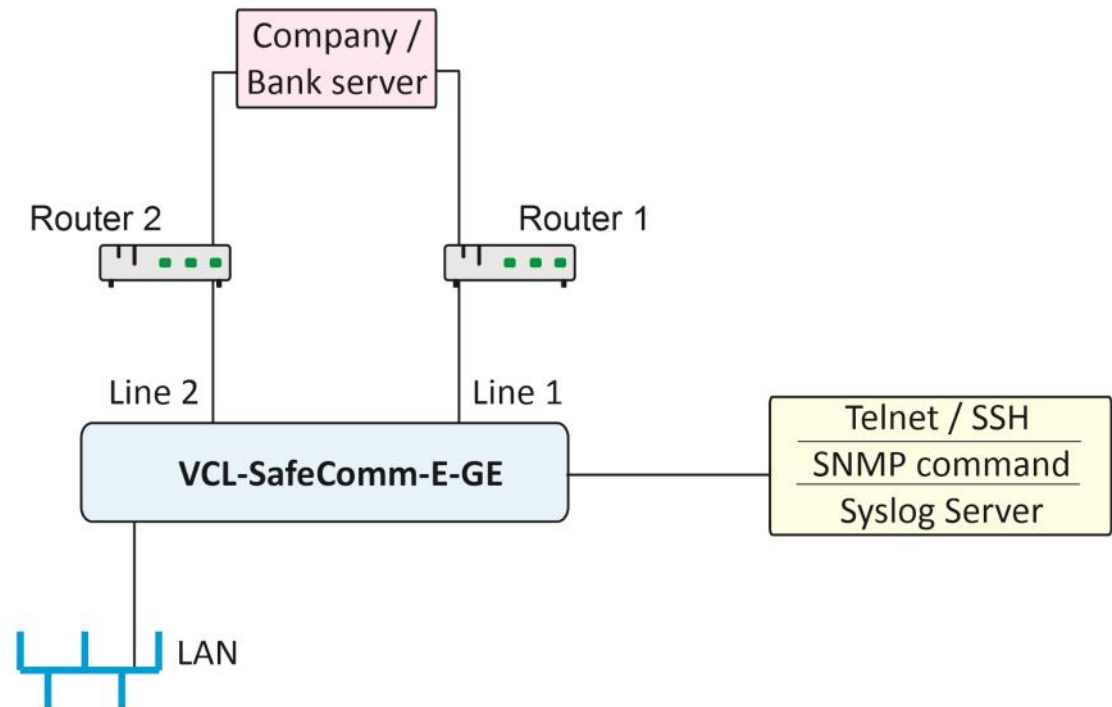 Company /
Bank server
Router 2
Router 1
Line 2
Line 1
VCL-SafeComm-E-GE
Telnet / SSH
SNMP command
Syslog Server
LAN